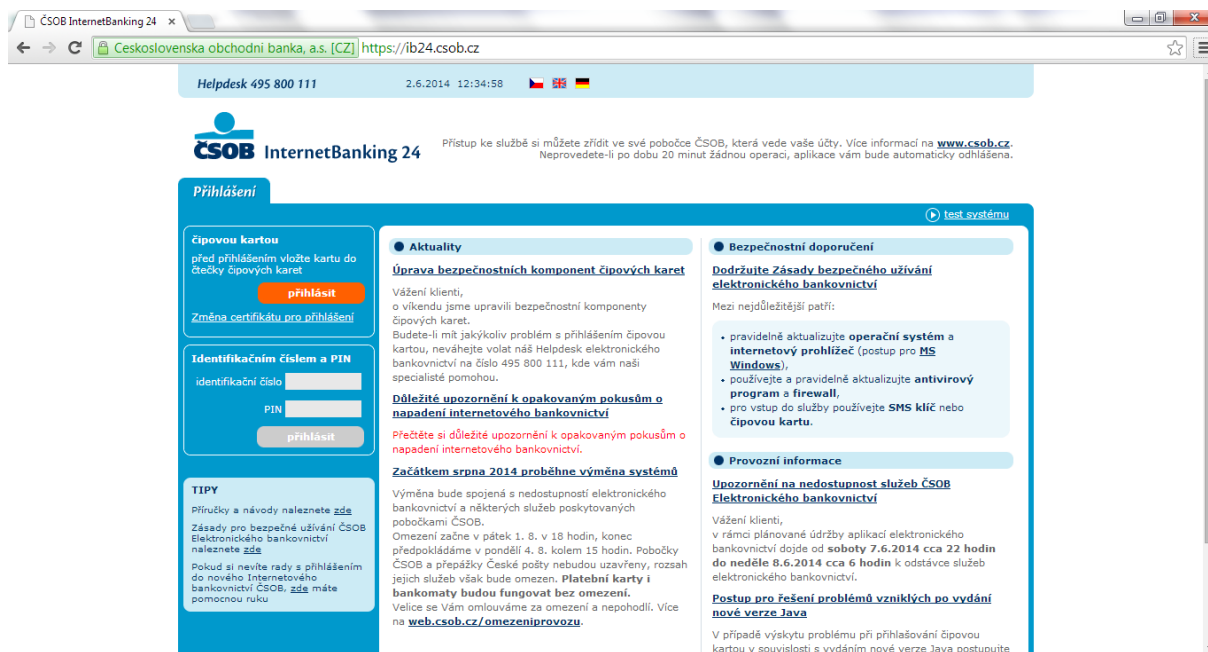 ČSOB InternetBanking 24
Ceskoslovenska obchodni banka, a.s. [CZ] https://ib24.csob.cz
Helpdesk 495 800 111
2.6.2014 12:34:58
ČSOB InternetBanking 24
Přístup ke službě si můžete zřídit ve své pobočce ČSOB, která vede vaše účty. Více informací na www.csob.cz.
Neprovedete-li po dobu 20 minut žádnou operaci, aplikace vám bude automaticky odhlášena.
Přihlášení
test systému
čipovou kartou
před přihlášením vložte kartu do
čtečky čipových karet
přihlásit
Změna certifikátu pro přihlášení
Identifikačním číslem a PIN
identifikační číslo
PIN
přihlásit
TIPY
Příručky a návody naleznete zde
Zásady pro bezpečné užívání ČSOB
Elektronického bankovnictví
naleznete zde
Pokud si nevíte rady s přihlášením
do nového Internetového
bankovnictví ČSOB, zde máte
pomocnou ruku
Aktuality
Úprava bezpečnostních komponent čipových karet
Vážení klienti,
o víkendu jsme upravili bezpečnostní komponenty
čipových karet.
Budete-li mít jakýkoliv problém s přihlášením čipovou
kartou, neváhejte volat náš Helpdesk elektronického
bankovnictví na číslo 495 800 111, kde vám naši
specialisté pomohou.
Důležité upozornění k opakovaným pokusům o
napadení internetového bankovnictví
Přečtěte si důležité upozornění k opakovaným pokusům o
napadení internetového bankovnictví.
Začátkem srpna 2014 proběhne výměna systémů
Výměna bude spojená s nedostupností elektronického
bankovnictví a některých služeb poskytovaných
pobočkami ČSOB.
Omezení začne v pátek 1. 8. v 18 hodin, konec
předpokládáme v pondělí 4. 8. kolem 15 hodin. Pobočky
ČSOB a přepážky České pošty nebudou uzavřeny, rozsah
jejich služeb však bude omezen. Platební karty i
bankomaty budou fungovat bez omezení.
Velice se Vám omlouváme za omezení a nepohodlí. Více
na web.csob.cz/omezeniprovozu.
Bezpečnostní doporučení
Dodržujte Zásady bezpečného užívání
elektronického bankovnictví
Mezi nejdůležitější patří:
• pravidelně aktualizujte operační systém a
internetový prohlížeč (postup pro MS
Windows),
• používejte a pravidelně aktualizujte antivirový
program a firewall,
• pro vstup do služby používejte SMS klíč nebo
čipovou kartu.
Provozní informace
Upozornění na nedostupnost služeb ČSOB
Elektronického bankovnictví
Vážení klienti,
v rámci plánované údržby aplikací elektronického
bankovnictví dojde od soboty 7.6.2014 cca 22 hodin
do neděle 8.6.2014 cca 6 hodin k odstávce služeb
elektronického bankovnictví.
Postup pro řešení problémů vzniklých po vydání
nové verze Java
V případě výskytu problému při přihlašování čipovou
kartou v souvislosti s vydáním nové verze Java postupujte